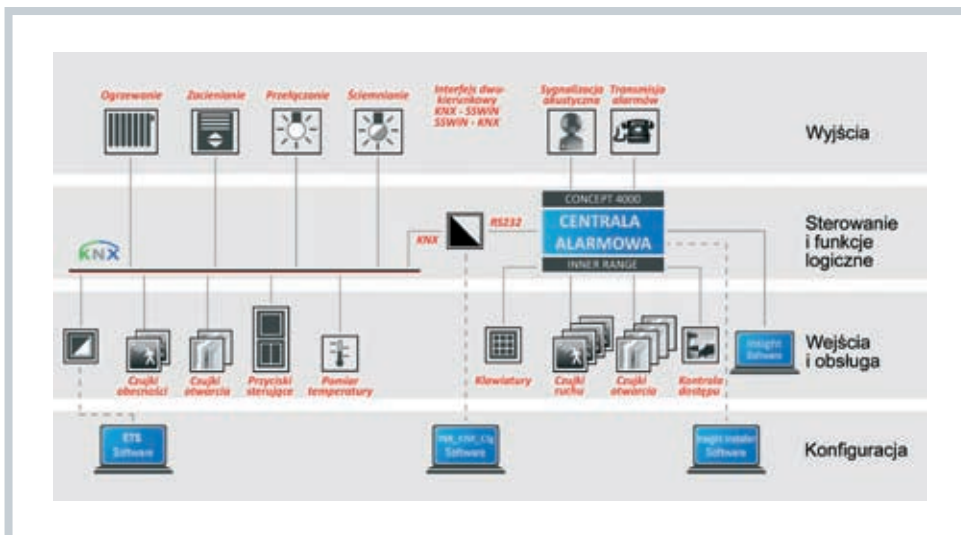 Ogrzewanie
Zacienianie
Przełączanie
Ściemnianie
Interfejs dwu-
kierunkowy
KNX - SSWiN
SSWiN - KNX
Sygnalizacja
akustyczna
Transmisja
alarmów
Wyjścia
CONCEPT 4000
CENTRALA
ALARMOWA
INNER RANGE
RS232
KNX
KNX
Sterowanie
i funkcje
logiczne
Czujki
obecności
Czujki
otwarcia
Przyciski
sterujące
Pomiar
temperatury
Klawiatury
Czujki
ruchu
Czujki
otwarcia
Kontrola
dostępu
Insight
Software
Wejścia
i obsługa
ETS
Software
Software
Insight Installer
Software
Konfiguracja